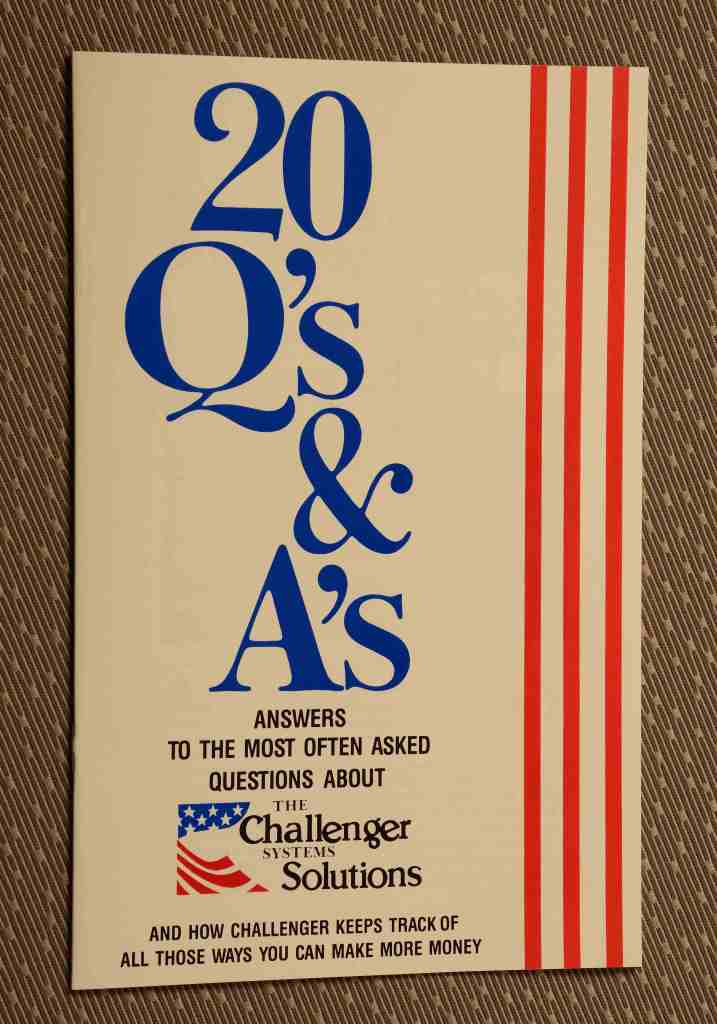 20
Q's
&
A's
ANSWERS
TO THE MOST OFTEN ASKED
QUESTIONS ABOUT
THE
Challenger
SYSTEMS
Solutions
AND HOW CHALLENGER KEEPS TRACK OF
ALL THOSE WAYS YOU CAN MAKE MORE MONEY